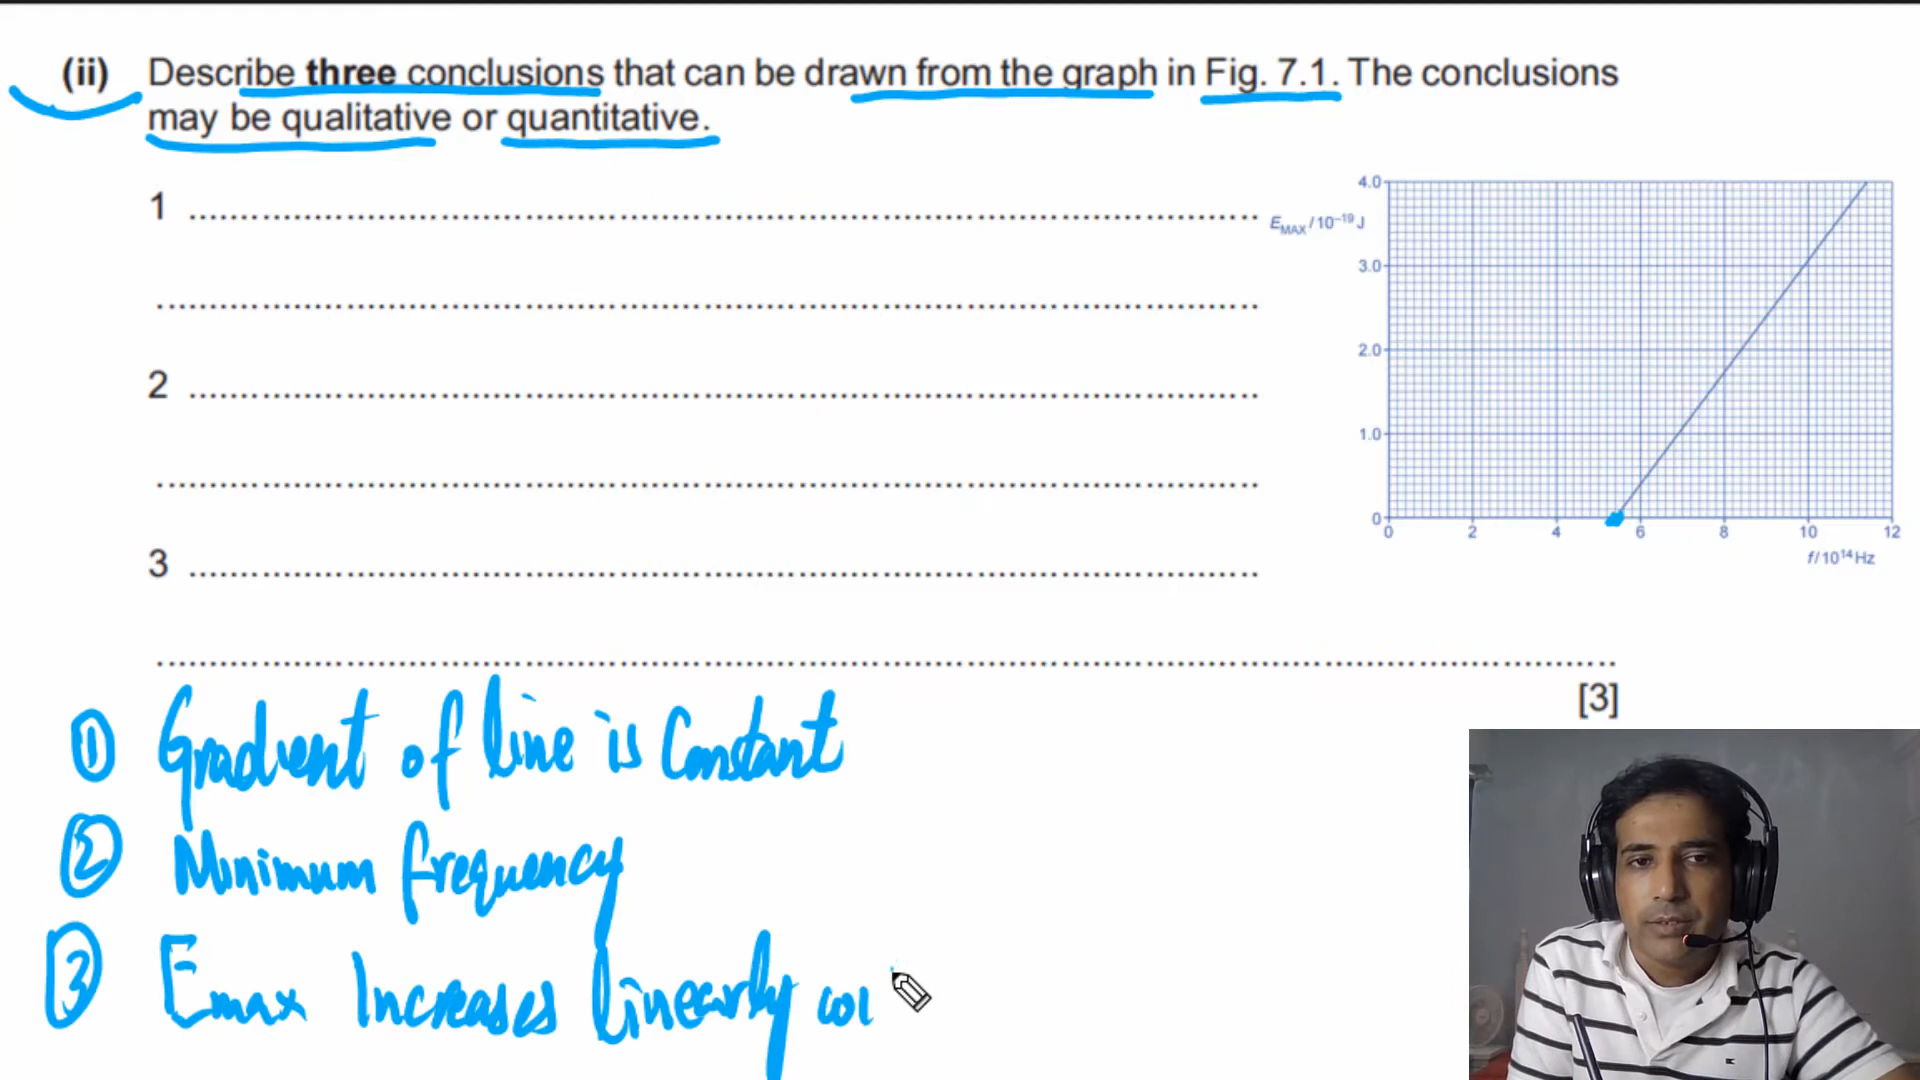 (ii) Describe three conclusions that can be drawn from the graph in Fig. 7.1. The conclusions
may be qualitative or quantitative.
1 ................................................................
................................................................
2 ................................................................
................................................................
3 ................................................................
................................................................
[3]
4.0
E_MAX / 10⁻¹⁹ J
3.0
2.0
1.0
0
0 2 4 6 8 10 12
f / 10¹⁴ Hz
① Gradient of line is Constant
② Minimum frequency
③ Emax Increases linearly